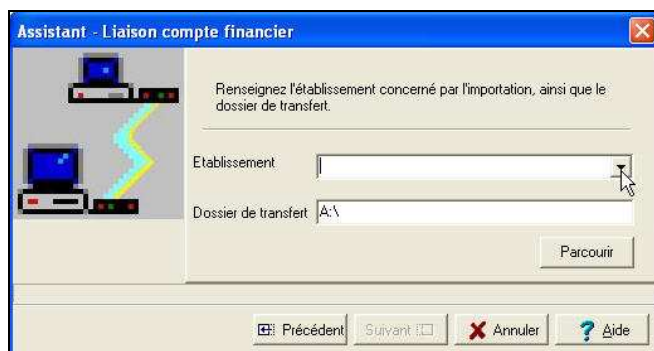 Assistant - Liaison compte financier
Renseignez l'établissement concerné par l'importation, ainsi que le
dossier de transfert.
Etablissement
Dossier de transfert A:\
Parcourir
Précédent Suivant Annuler Aide